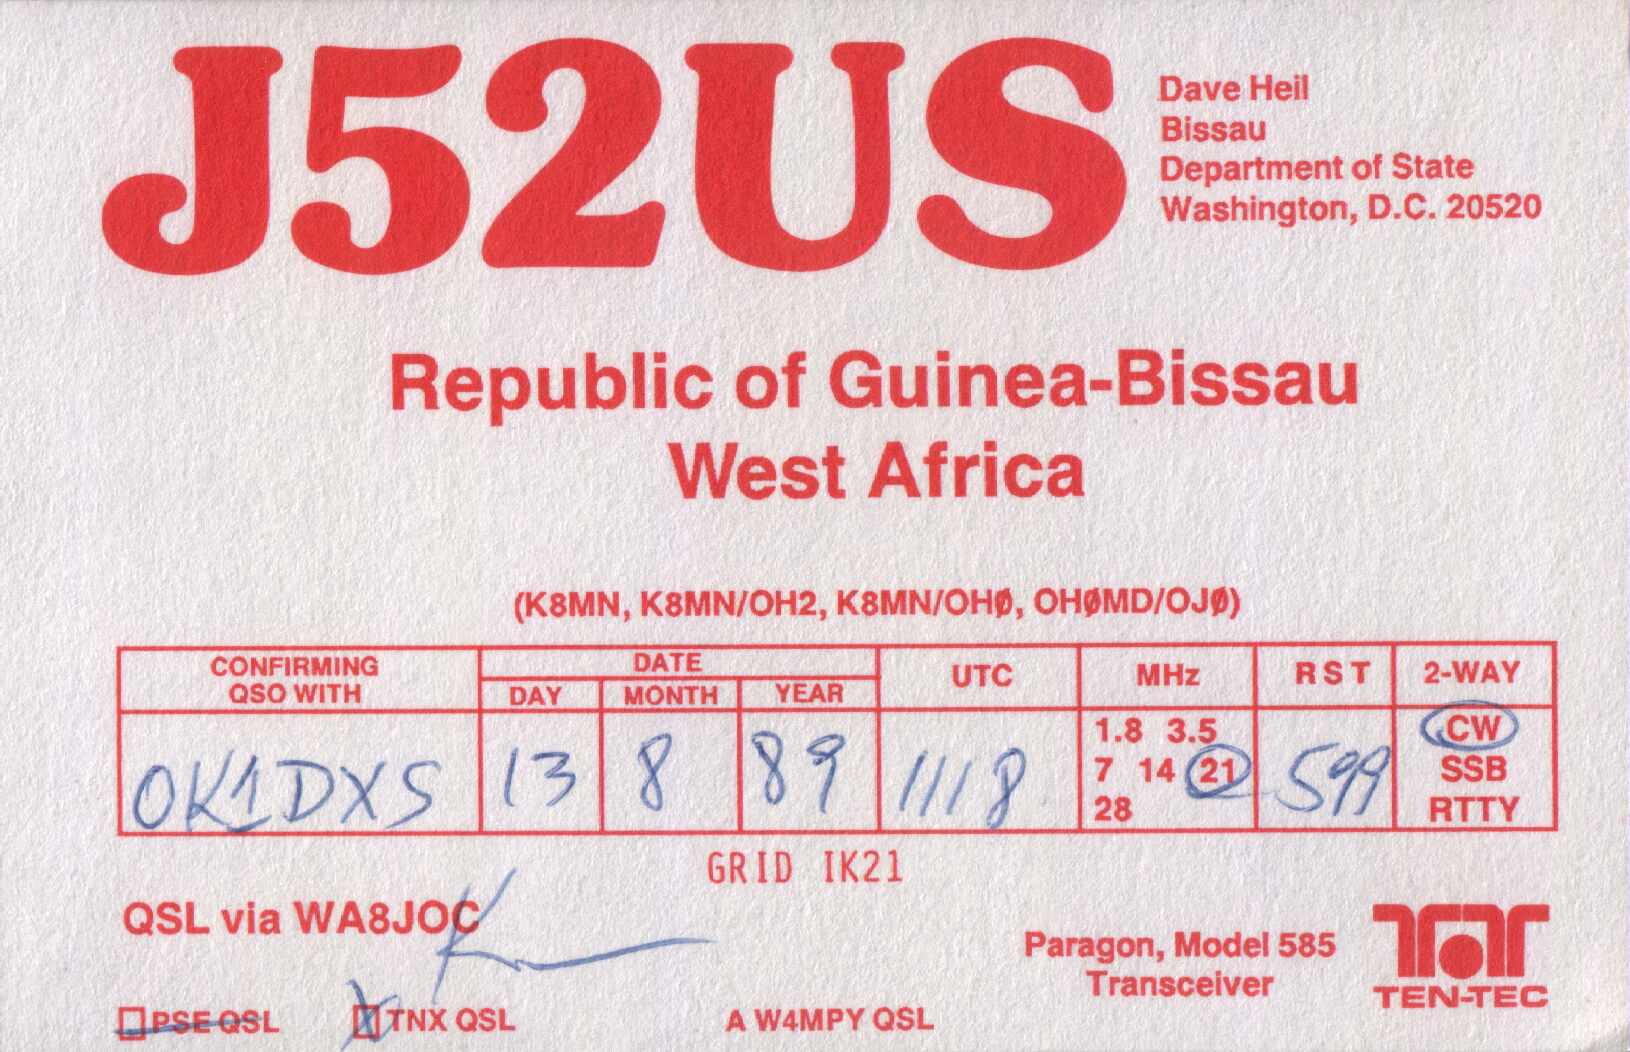 J52US
Dave Heil
Bissau
Department of State
Washington, D.C. 20520
Republic of Guinea-Bissau
West Africa
(K8MN, K8MN/OH2, K8MN/OHØ, OHØMD/OJØ)
CONFIRMING QSO WITH
DATE
DAY MONTH YEAR
UTC
MHz
RST
2-WAY
OK1DXS 13 8 89 1118
1.8 3.5
7 14 21
28
599
CW
SSB
RTTY
GRID IK21
QSL via WA8JOC
Paragon, Model 585
Transceiver
TEN-TEC
PSE QSL TNX QSL A W4MPY QSL